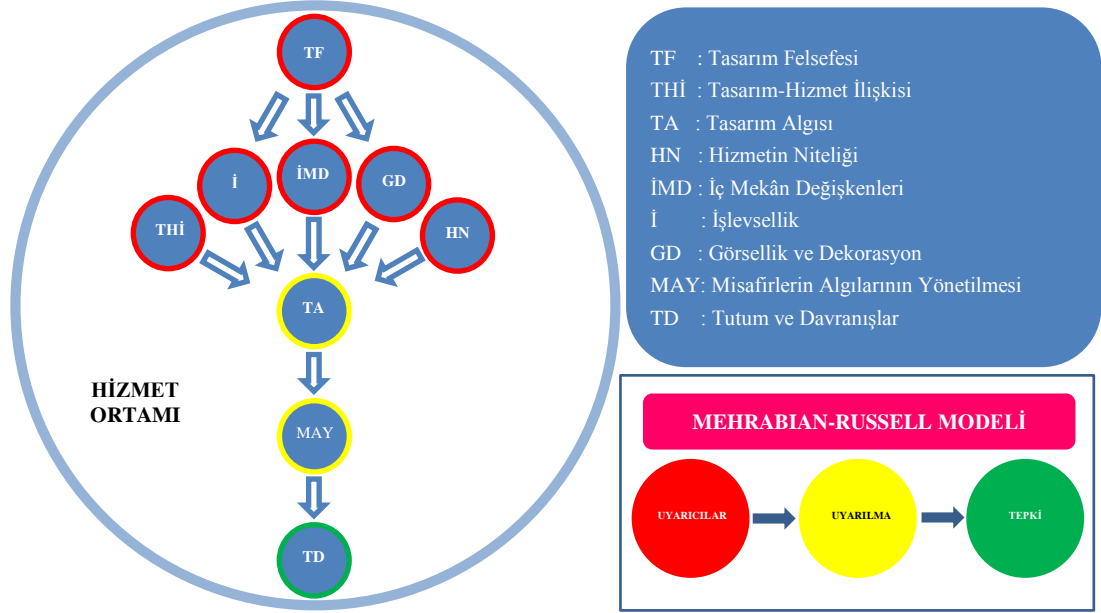 TF
İ
İMD
GD
THİ
HN
TA
HİZMET
ORTAMI
MAY
TD
TF : Tasarım Felsefesi
THİ : Tasarım-Hizmet İlişkisi
TA : Tasarım Algısı
HN : Hizmetin Niteliği
İMD : İç Mekân Değişkenleri
İ : İşlevsellik
GD : Görsellik ve Dekorasyon
MAY: Misafirlerin Algılarının Yönetilmesi
TD : Tutum ve Davranışlar
MEHRABIAN-RUSSELL MODELİ
UYARICILAR
UYARILMA
TEPKİ